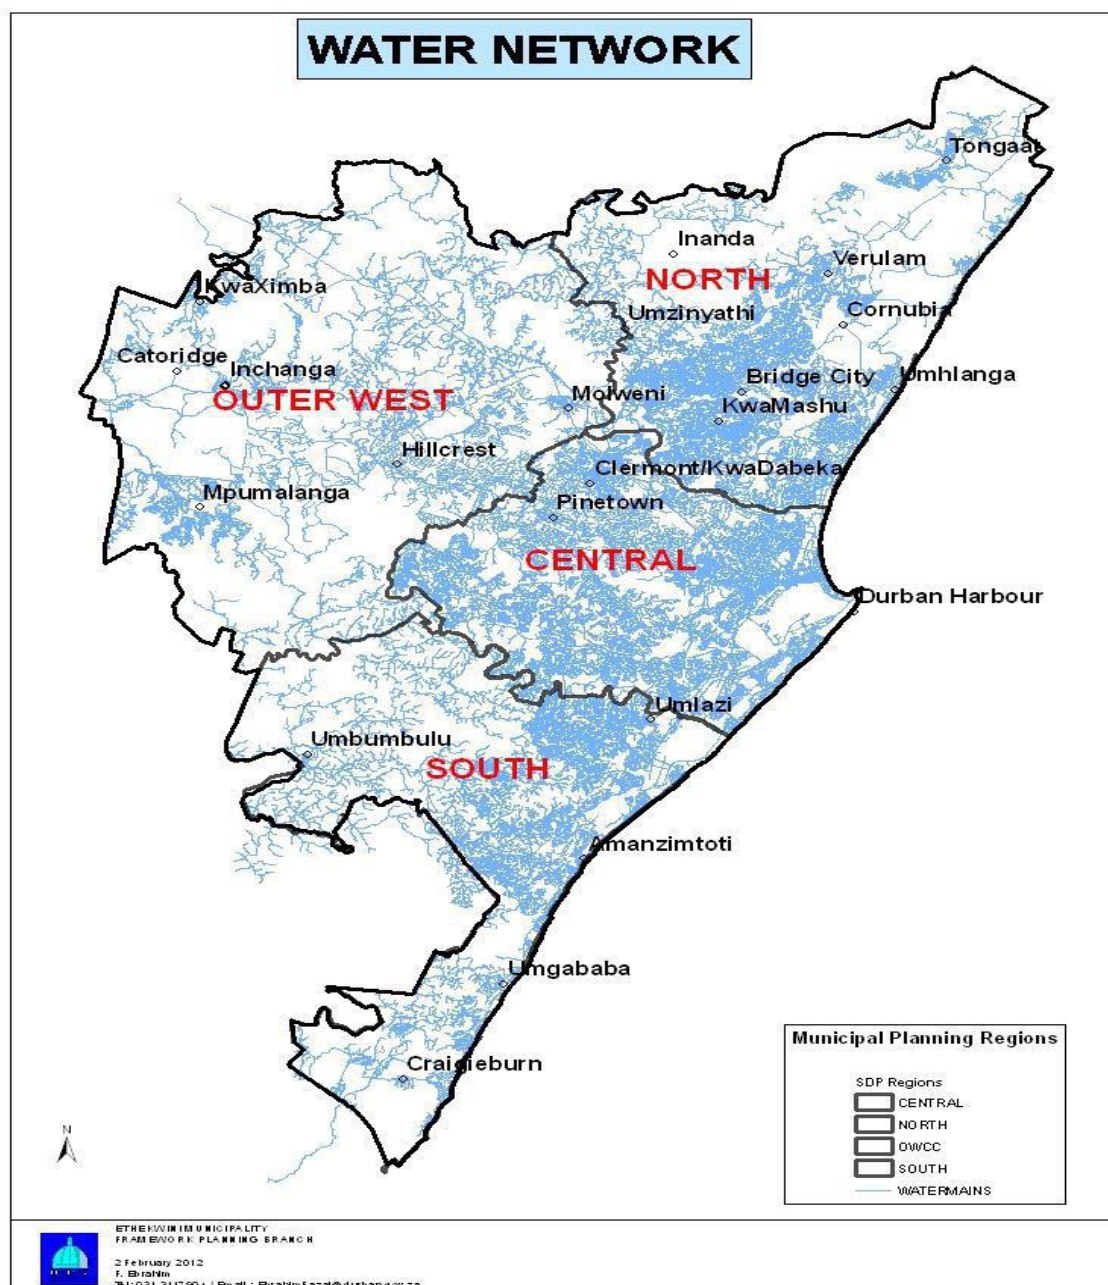 WATER NETWORK
Tongaat
Inanda
Verulam
NORTH
KwaXimba
Umzinyathi
Cornubia
Catoridge
Inchanga
Bridge City
Umhlanga
OUTER WEST
Molweni
KwaMashu
Hillcrest
Clermont/KwaDabeka
Mpumalanga
Pinetown
CENTRAL
Durban Harbour
Umlazi
Umbumbulu
SOUTH
Amanzimtoti
Umgababa
Craigieburn
Municipal Planning Regions
SDP Regions
CENTRAL
NORTH
OWCC
SOUTH
WATERMAINS
N
ETHEKWINI MUNICIPALITY
FRAMEWORK PLANNING BRANCH
2 February 2012
F. Ebrahim